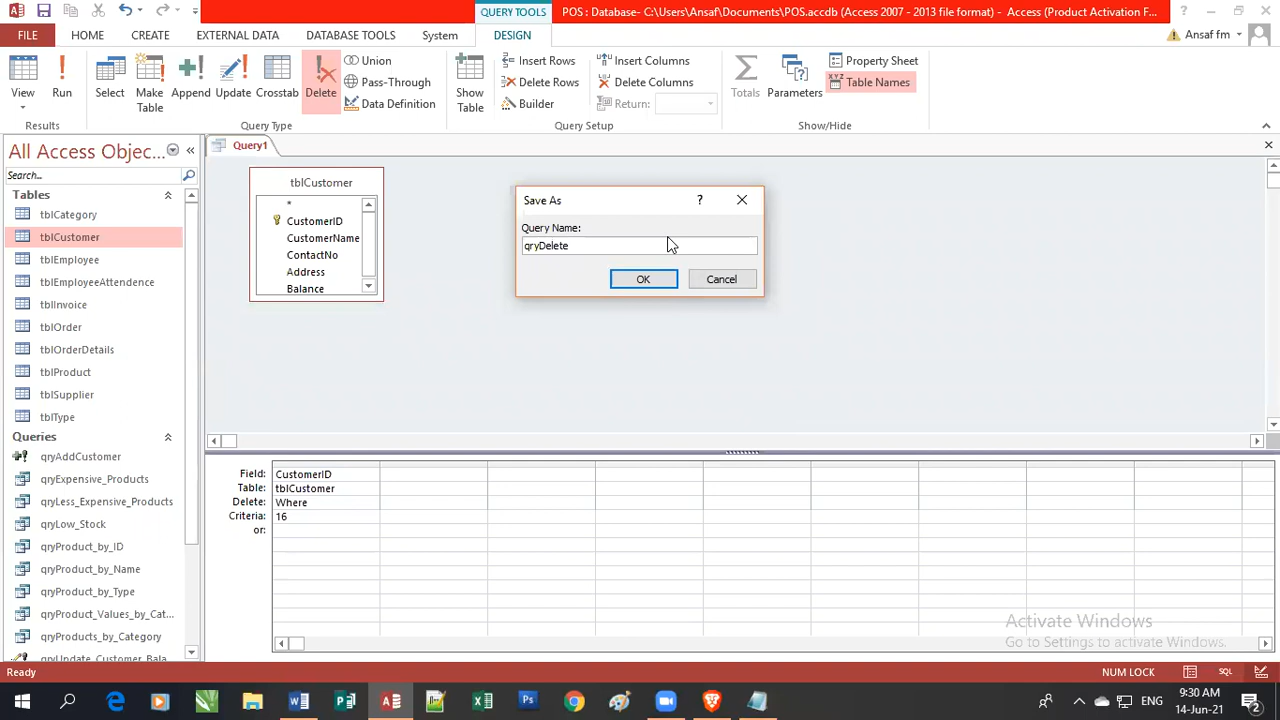 QUERY TOOLS
POS : Database- C:\Users\Ansaf\Documents\POS.accdb (Access 2007 - 2013 file format) - Access (Product Activation F...
FILE HOME CREATE EXTERNAL DATA DATABASE TOOLS System DESIGN Ansaf fm
View Run Select Make Table Append Update Crosstab Delete
Union
Pass-Through
Data Definition
Show Table
Insert Rows
Delete Rows
Builder
Insert Columns
Delete Columns
Return:
Totals Parameters
Property Sheet
Table Names
Results Query Type Query Setup Show/Hide
All Access Objec...
Search...
Tables
tblCategory
tblCustomer
tblEmployee
tblEmployeeAttendence
tblInvoice
tblOrder
tblOrderDetails
tblProduct
tblSupplier
tblType
Queries
qryAddCustomer
qryExpensive_Products
qryLess_Expensive_Products
qryLow_Stock
qryProduct_by_ID
qryProduct_by_Name
qryProduct_by_Type
qryProduct_Values_by_Cat...
qryProducts_by_Category
qryUpdate_Customer_Bala...
Query1
tblCustomer
*
CustomerID
CustomerName
ContactNo
Address
Balance
Save As
Query Name:
qryDelete
OK Cancel
Field: CustomerID
Table: tblCustomer
Delete: Where
Criteria: 16
or:
Activate Windows
Go to Settings to activate Windows.
Ready NUM LOCK SQL
ENG
9:30 AM
14-Jun-21